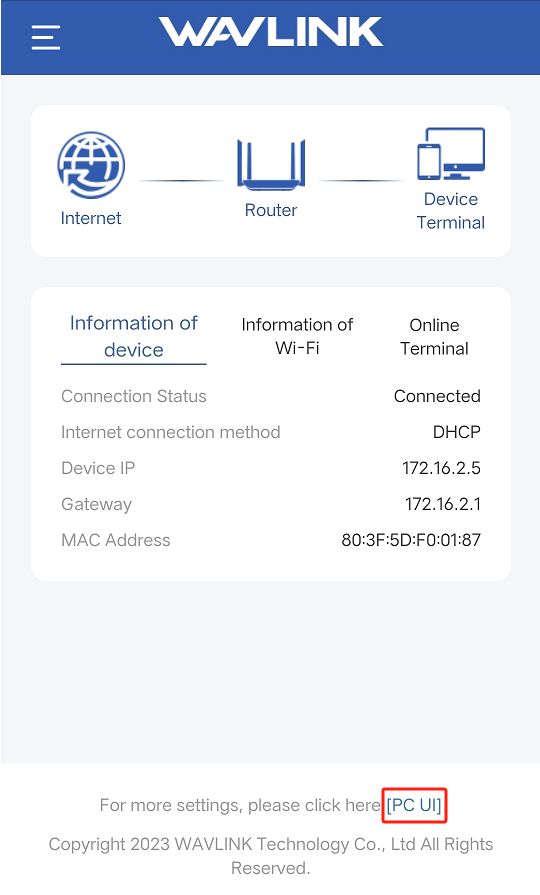 WAVLINK
Internet
Router
Device
Terminal
Information of
device
Information of
Wi-Fi
Online
Terminal
Connection Status Connected
Internet connection method DHCP
Device IP 172.16.2.5
Gateway 172.16.2.1
MAC Address 80:3F:5D:F0:01:87
For more settings, please click here [PC UI]
Copyright 2023 WAVLINK Technology Co., Ltd All Rights
Reserved.